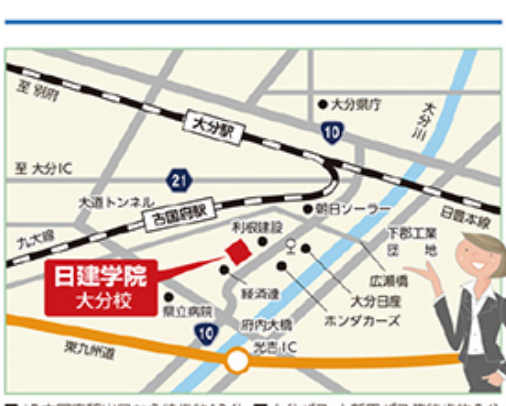 至 別府
大分県庁
大分川
大分駅
10
至 大分IC
21
大道トンネル
古国府駅
朝日ソーラー
日豊本線
九大線
利根建設
下郡工業
団 地
日建学院
大分校
経済連
広瀬橋
大分日産
県立病院
ホンダカーズ
10
府内大橋
東九州道
光吉IC